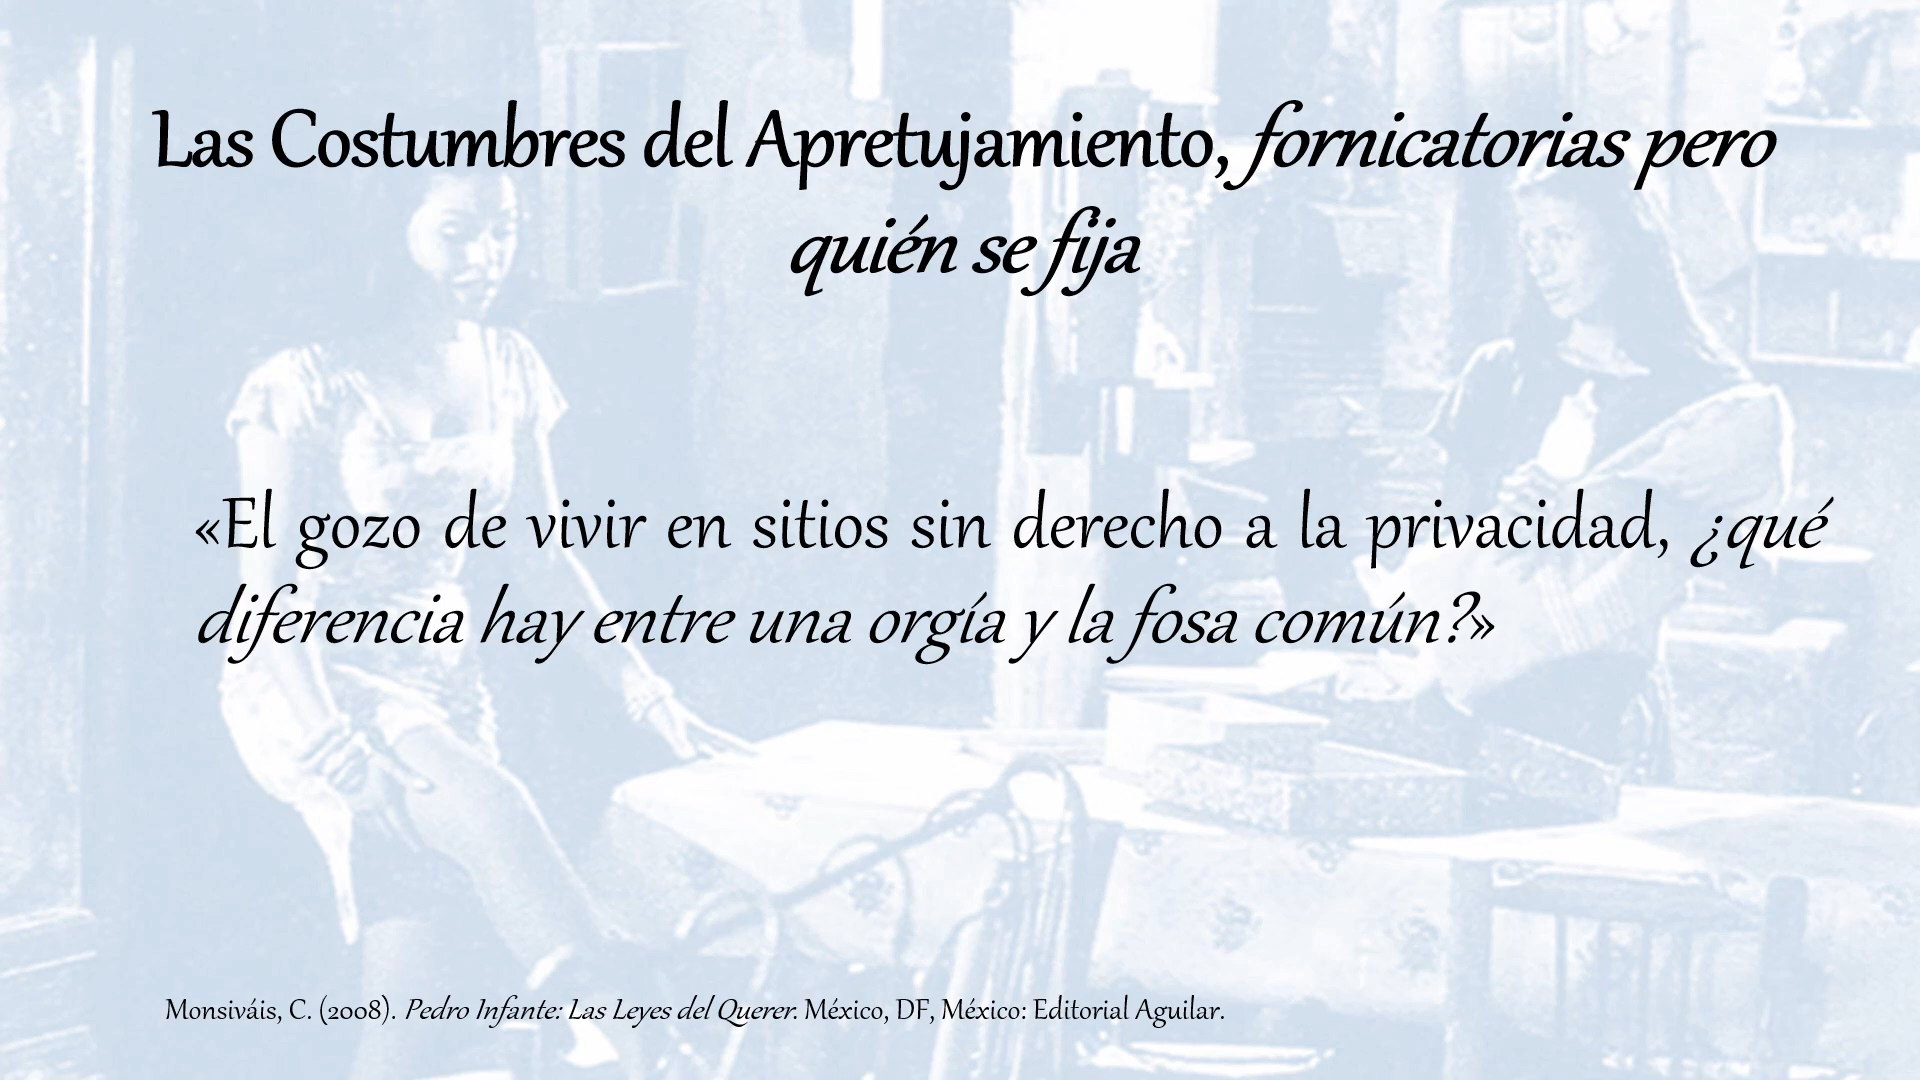 Las Costumbres del Apretujamiento, fornicatorias pero
quién se fija
«El gozo de vivir en sitios sin derecho a la privacidad, ¿qué
diferencia hay entre una orgía y la fosa común?»
Monsiváis, C. (2008). Pedro Infante: Las Leyes del Querer. México, DF, México: Editorial Aguilar.